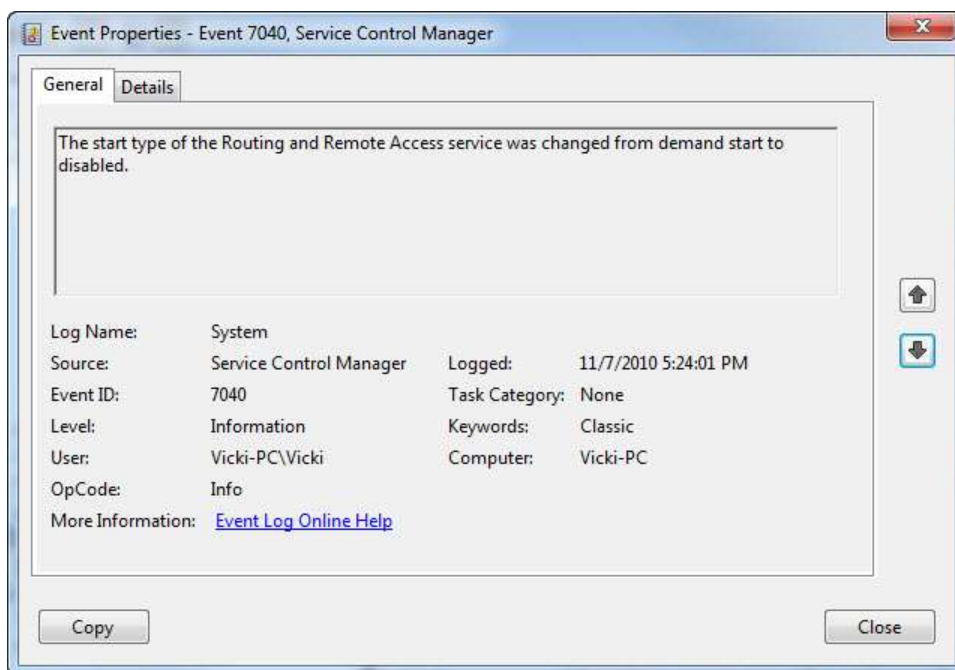 Event Properties - Event 7040, Service Control Manager
General Details
The start type of the Routing and Remote Access service was changed from demand start to
disabled.
Log Name: System
Source: Service Control Manager Logged: 11/7/2010 5:24:01 PM
Event ID: 7040 Task Category: None
Level: Information Keywords: Classic
User: Vicki-PC\Vicki Computer: Vicki-PC
OpCode: Info
More Information: Event Log Online Help
Copy Close